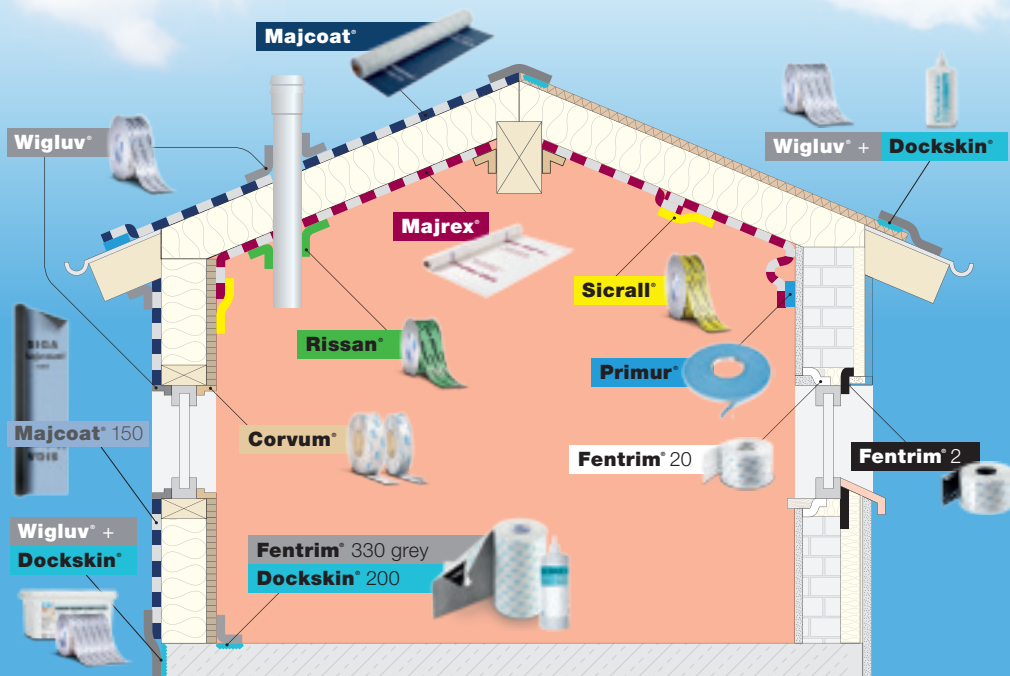 Majcoat®
Wigluv®
Wigluv® + Dockskin®
Majrex®
Sicrall®
Rissan®
Primur®
Majcoat® 150
Corvum®
Fentrim® 20
Fentrim® 2
Wigluv® +
Dockskin®
Fentrim® 330 grey
Dockskin® 200
SIGA